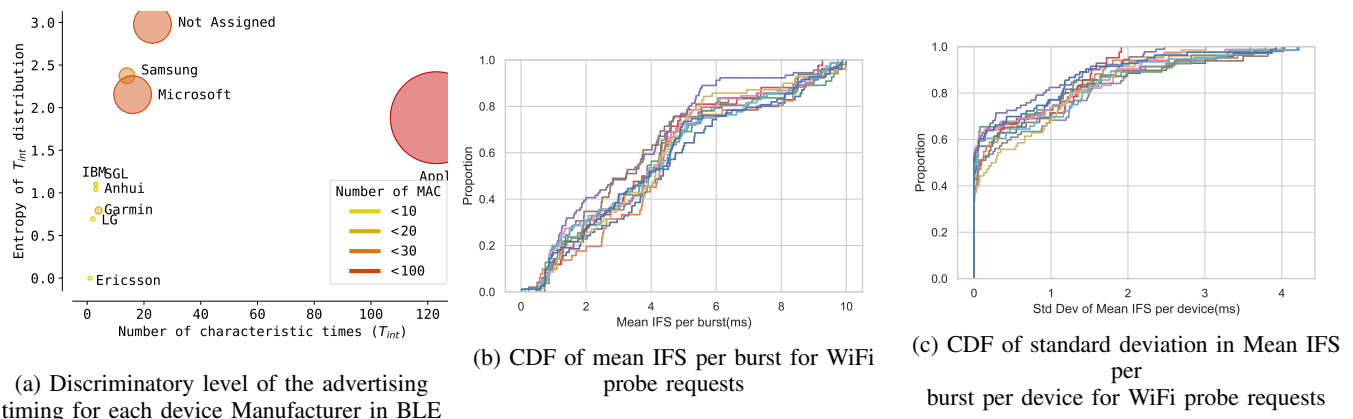 3.0
2.5
2.0
1.5
1.0
0.5
0.0
Entropy of T_int distribution
Not Assigned
Samsung
Microsoft
IBM SGL
Anhui
Garmin
LG
Ericsson
Appl
Number of MAC
<10
<20
<30
<100
0 20 40 60 80 100 120
Number of characteristic times (T_int)
(a) Discriminatory level of the advertising
timing for each device Manufacturer in BLE
1.0
0.8
0.6
0.4
0.2
0.0
Proportion
0 2 4 6 8 10
Mean IFS per burst(ms)
(b) CDF of mean IFS per burst for WiFi
probe requests
1.0
0.8
0.6
0.4
0.2
0.0
Proportion
0 1 2 3 4
Std Dev of Mean IFS per device(ms)
(c) CDF of standard deviation in Mean IFS
per
burst per device for WiFi probe requests